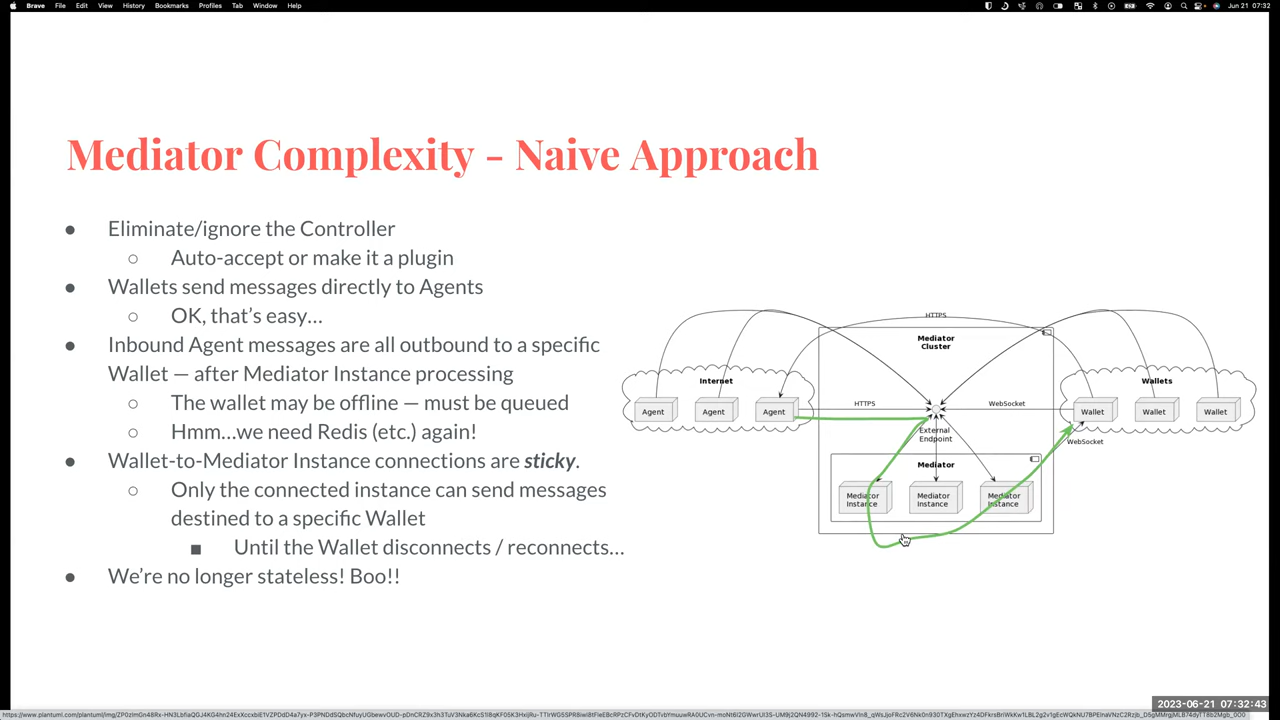 Brave File Edit View History Bookmarks Profiles Tab Window Help
Jun 21 07:32
Mediator Complexity - Naive Approach
● Eliminate/ignore the Controller
○ Auto-accept or make it a plugin
● Wallets send messages directly to Agents
○ OK, that's easy...
● Inbound Agent messages are all outbound to a specific
Wallet — after Mediator Instance processing
○ The wallet may be offline — must be queued
○ Hmm...we need Redis (etc.) again!
● Wallet-to-Mediator Instance connections are sticky.
○ Only the connected instance can send messages
destined to a specific Wallet
■ Until the Wallet disconnects / reconnects...
● We're no longer stateless! Boo!!
HTTPS
Mediator
Cluster
Internet
Wallets
Agent Agent Agent
HTTPS
WebSocket
Wallet Wallet Wallet
External
Endpoint
WebSocket
Mediator
Mediator
Instance
Mediator
Instance
Mediator
Instance
2023-06-21 07:32:43